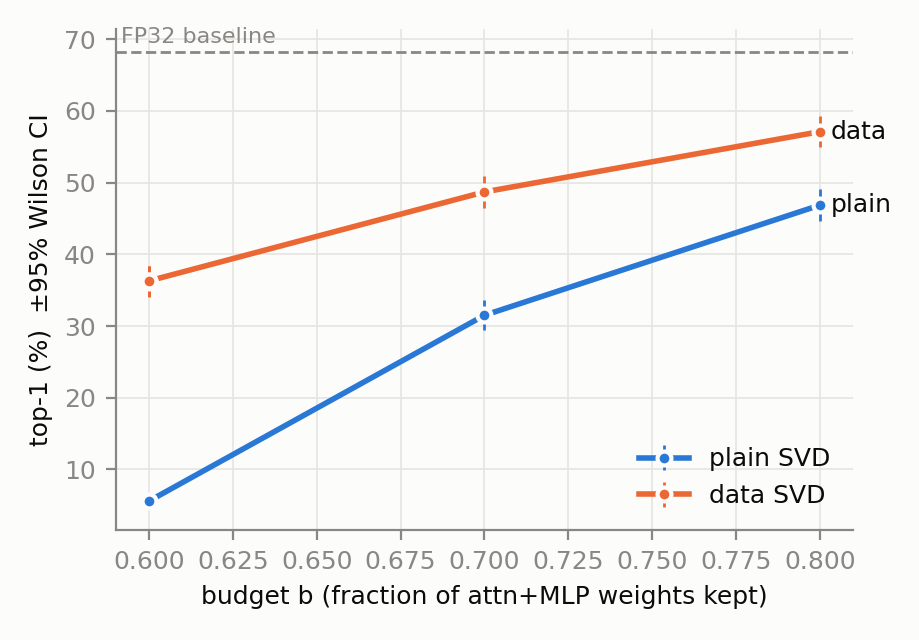 FP32 baseline
70
60
50
40
30
20
10
top-1 (%)  ±95% Wilson CI
data
plain
plain SVD
data SVD
0.600 0.625 0.650 0.675 0.700 0.725 0.750 0.775 0.800
budget b (fraction of attn+MLP weights kept)